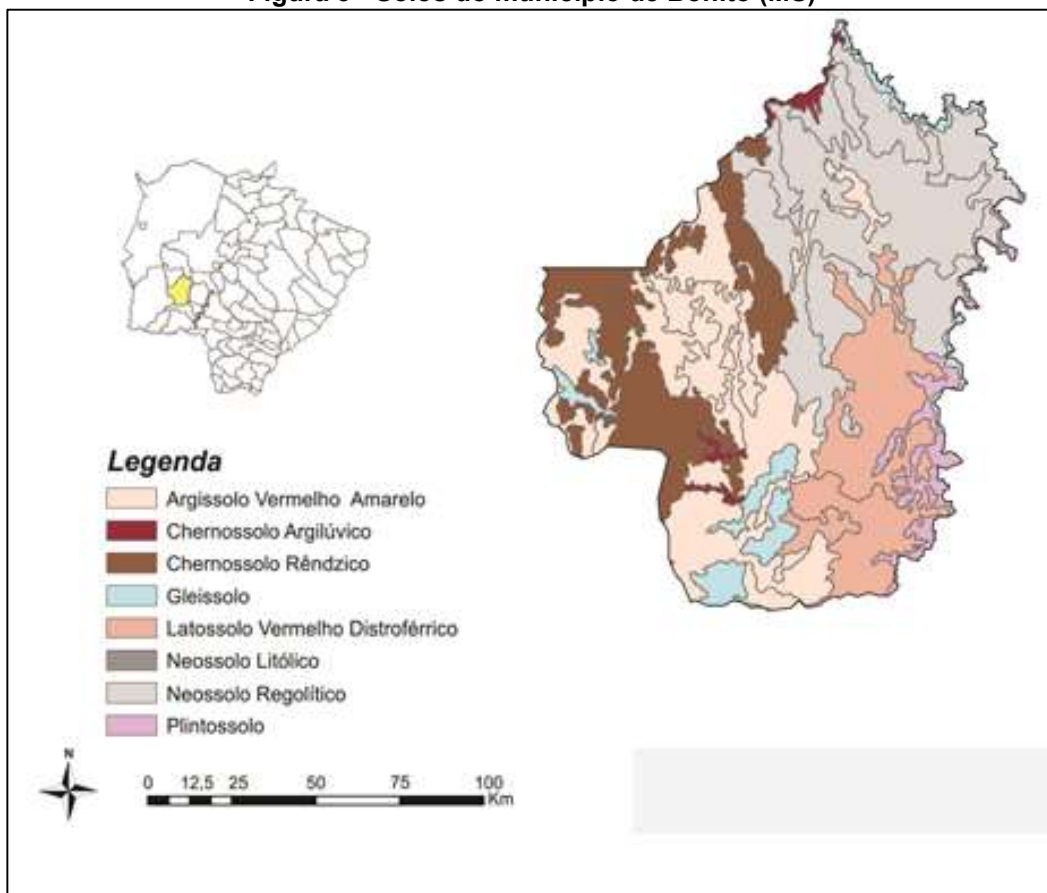 Figura 3 - Solos do Município de Bonito (MS)
Legenda
Argissolo Vermelho Amarelo
Chernossolo Argilúvico
Chernossolo Rêndzico
Gleissolo
Latossolo Vermelho Distroférrico
Neossolo Litólico
Neossolo Regolítico
Plintossolo
N
0 12,5 25 50 75 100
Km